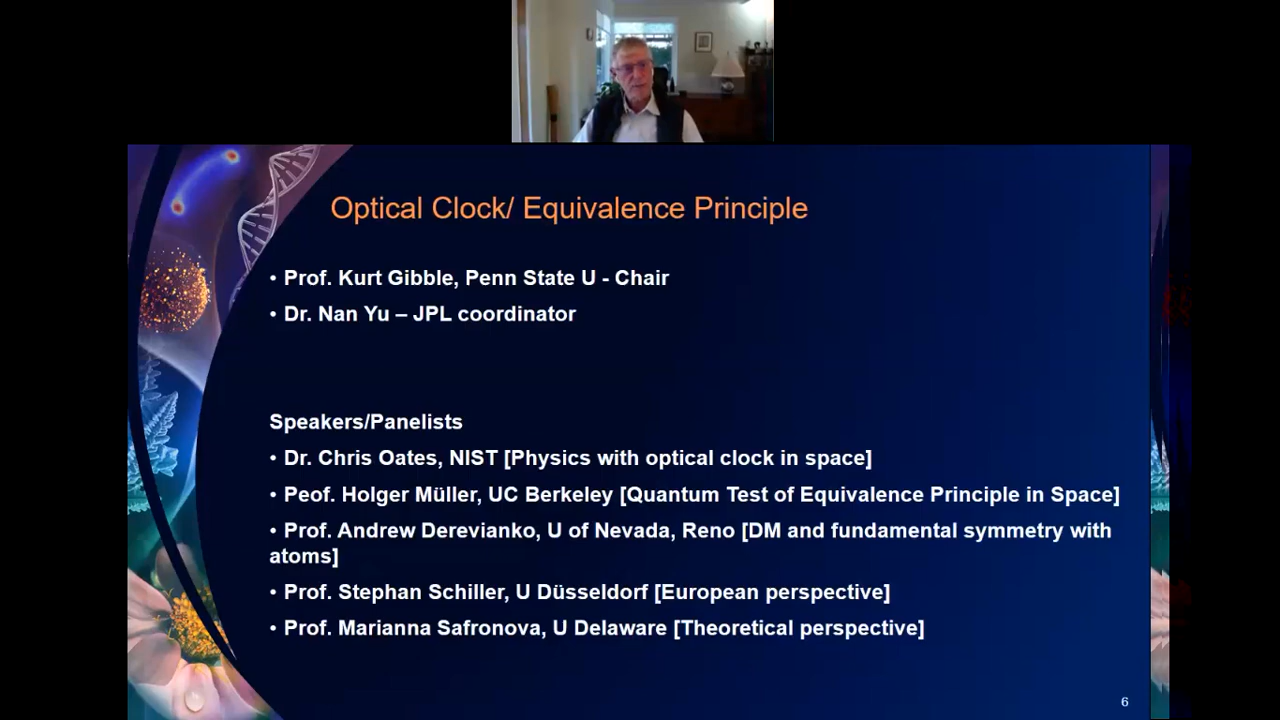 Optical Clock/ Equivalence Principle
• Prof. Kurt Gibble, Penn State U - Chair
• Dr. Nan Yu – JPL coordinator
Speakers/Panelists
• Dr. Chris Oates, NIST [Physics with optical clock in space]
• Peof. Holger Müller, UC Berkeley [Quantum Test of Equivalence Principle in Space]
• Prof. Andrew Derevianko, U of Nevada, Reno [DM and fundamental symmetry with
atoms]
• Prof. Stephan Schiller, U Düsseldorf [European perspective]
• Prof. Marianna Safronova, U Delaware [Theoretical perspective]
6